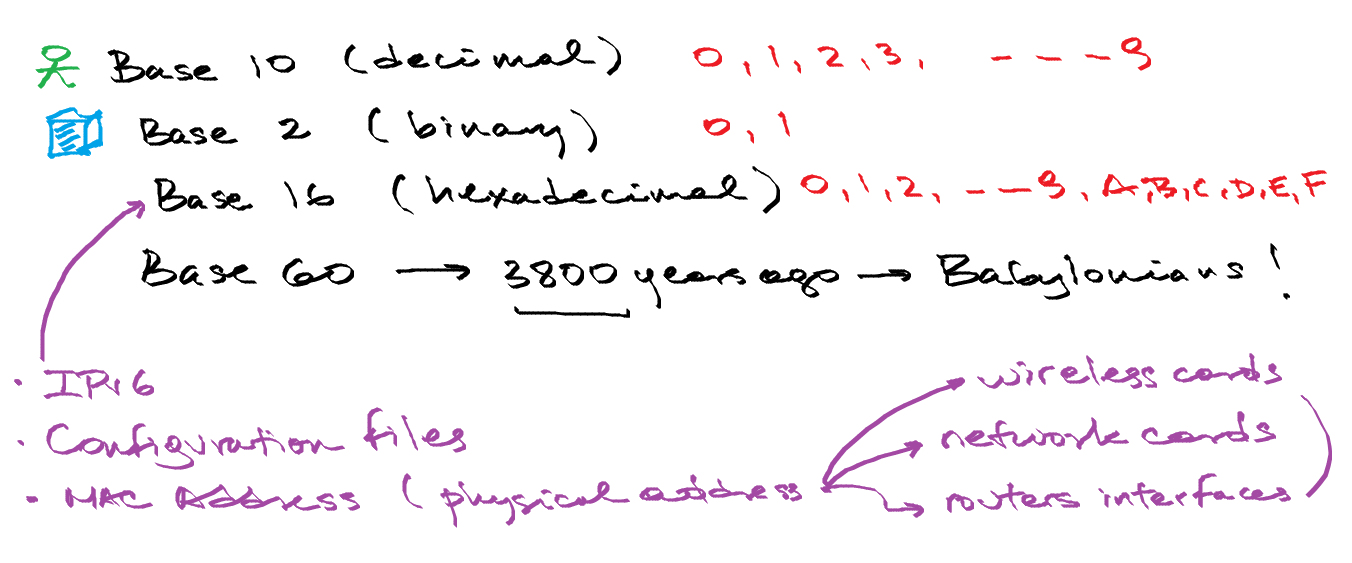 Base 10 (decimal) 0, 1, 2, 3, - - - 9
Base 2 (binary) 0, 1
Base 16 (hexadecimal) 0, 1, 2, - - - 9, A, B, C, D, E, F
Base 60 → 3800 years ago → Babylonians!
· IPv6
· Configuration files
· MAC Address (physical address
wireless cards
network cards
routers interfaces)